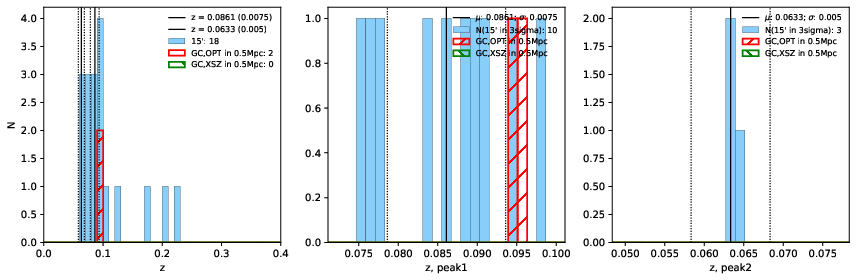 4.0
3.5
3.0
2.5
2.0
1.5
1.0
0.5
0.0
N
0.0 0.1 0.2 0.3 0.4
z
z = 0.0861 (0.0075)
z = 0.0633 (0.005)
15': 18
GC,OPT in 0.5Mpc: 2
GC,XSZ in 0.5Mpc: 0
1.0
0.8
0.6
0.4
0.2
0.0
0.075 0.080 0.085 0.090 0.095 0.100
z, peak1
μ: 0.0861; σ: 0.0075
N(15' in 3sigma): 10
GC,OPT in 0.5Mpc
GC,XSZ in 0.5Mpc
2.00
1.75
1.50
1.25
1.00
0.75
0.50
0.25
0.00
0.050 0.055 0.060 0.065 0.070 0.075
z, peak2
μ: 0.0633; σ: 0.005
N(15' in 3sigma): 3
GC,OPT in 0.5Mpc
GC,XSZ in 0.5Mpc